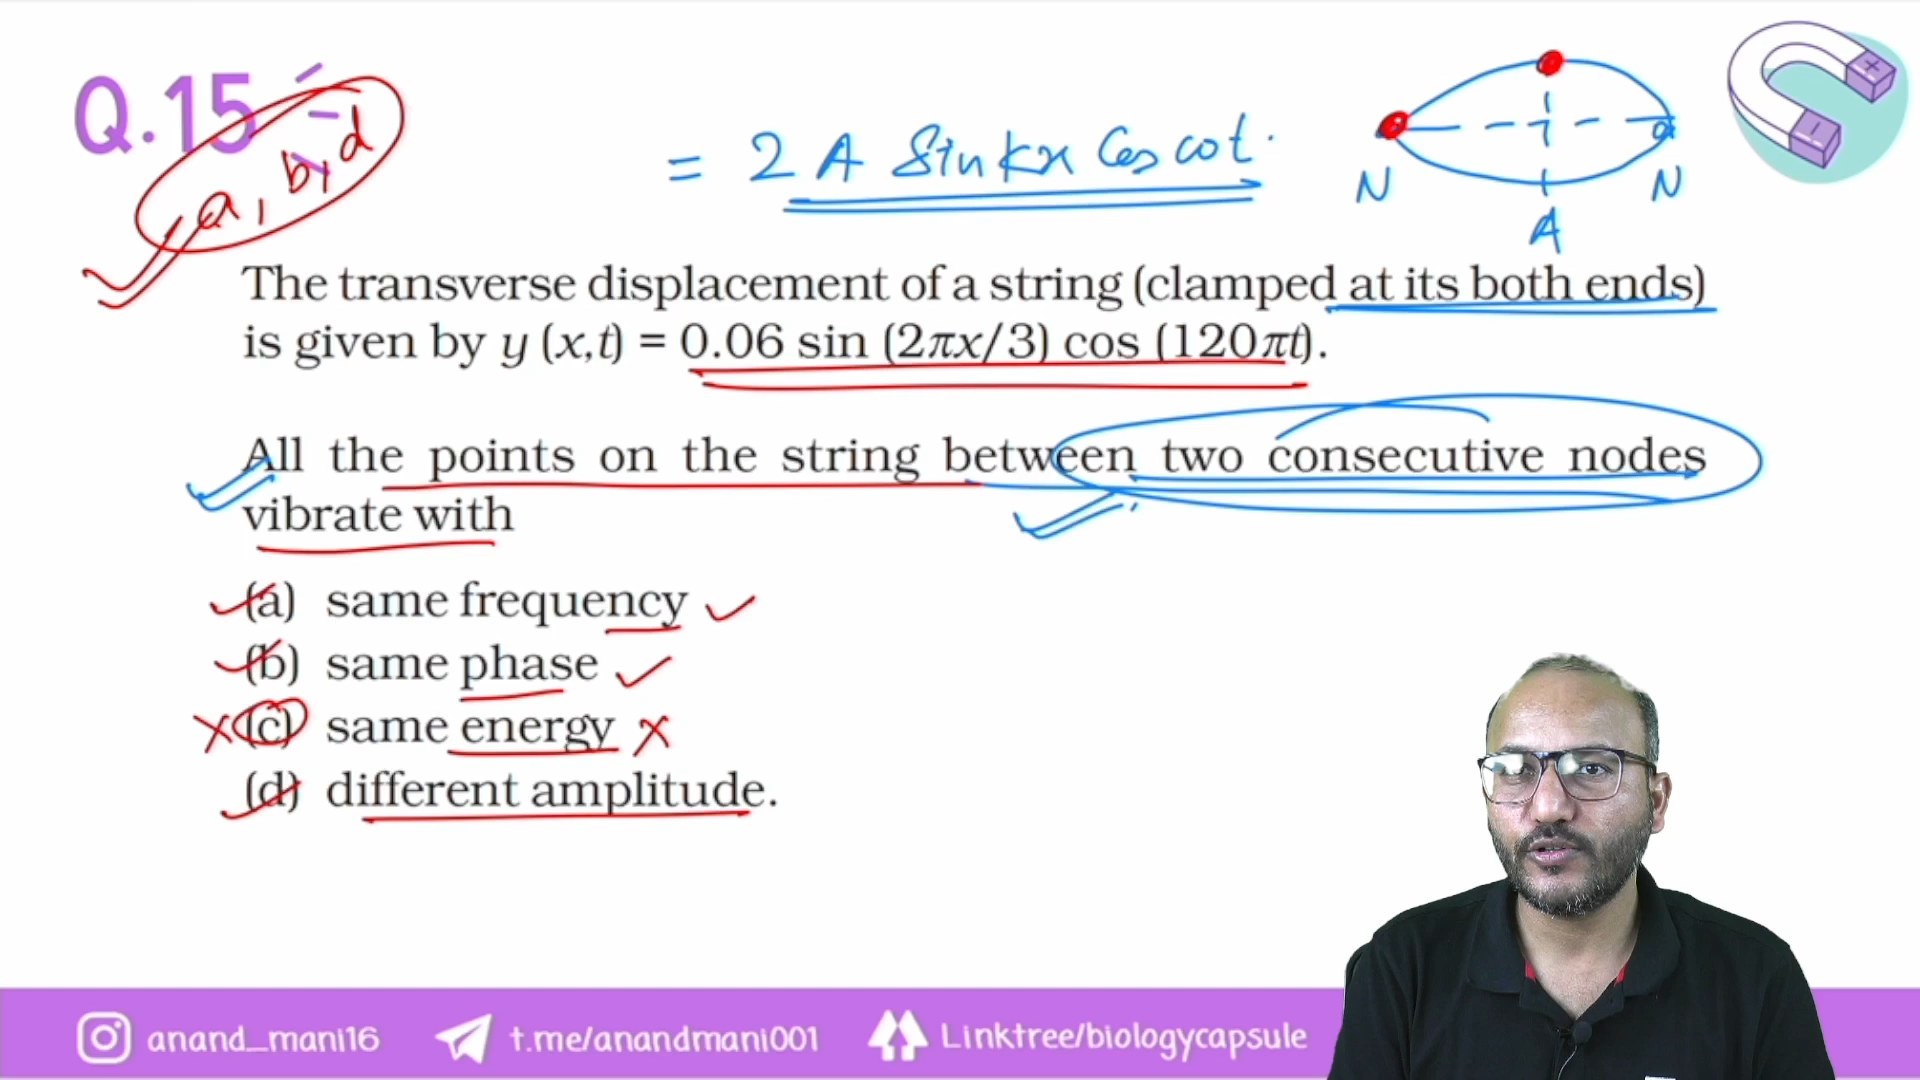 Q.15
a, b, d
= 2 A Sin kx Cos ωt.
N
N
A
The transverse displacement of a string (clamped at its both ends)
is given by y (x,t) = 0.06 sin (2πx/3) cos (120πt).
All the points on the string between two consecutive nodes
vibrate with
(a) same frequency
(b) same phase
(c) same energy
(d) different amplitude.
anand_mani16
t.me/anandmani001
Linktree/biologycapsule